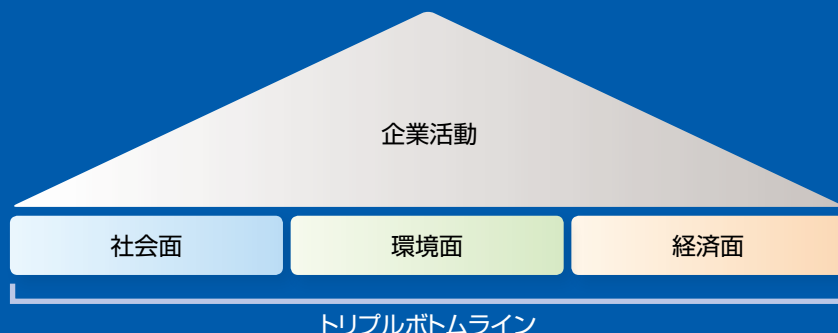 企業活動
社会面
環境面
経済面
トリプルボトムライン